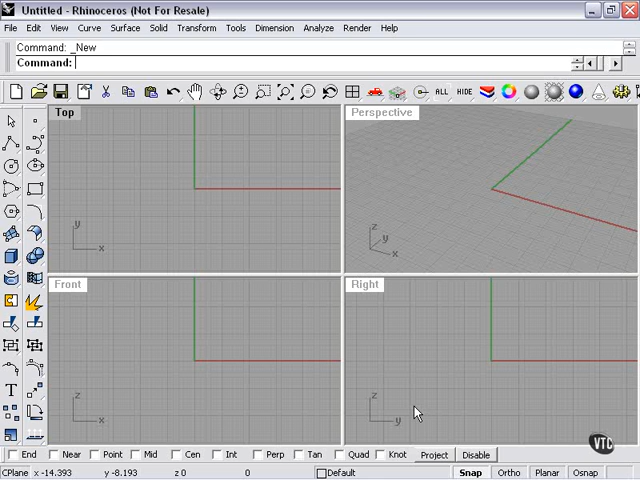 Untitled - Rhinoceros (Not For Resale)
File Edit View Curve Surface Solid Transform Tools Dimension Analyze Render Help
Command: _New
Command:
ALL HIDE
Top
Perspective
y
x
z
y
x
Front
Right
z
x
z
y
T
VTC
End Near Point Mid Cen Int Perp Tan Quad Knot Project Disable
CPlane x -14.393 y -8.193 z 0 0 Default Snap Ortho Planar Osnap